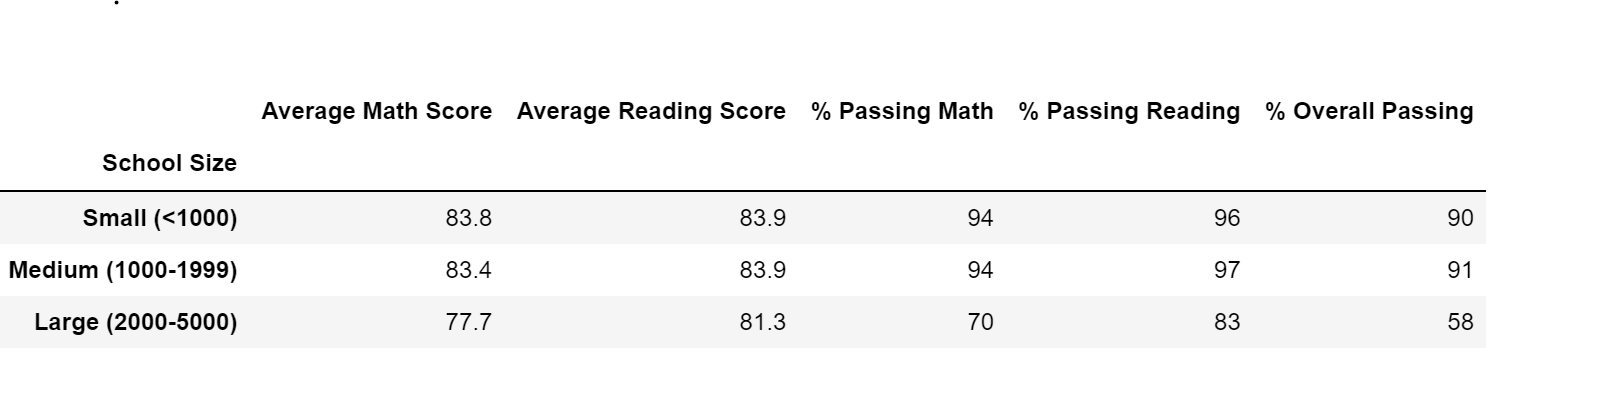 Average Math Score Average Reading Score % Passing Math % Passing Reading % Overall Passing
School Size
Small (<1000) 83.8 83.9 94 96 90
Medium (1000-1999) 83.4 83.9 94 97 91
Large (2000-5000) 77.7 81.3 70 83 58